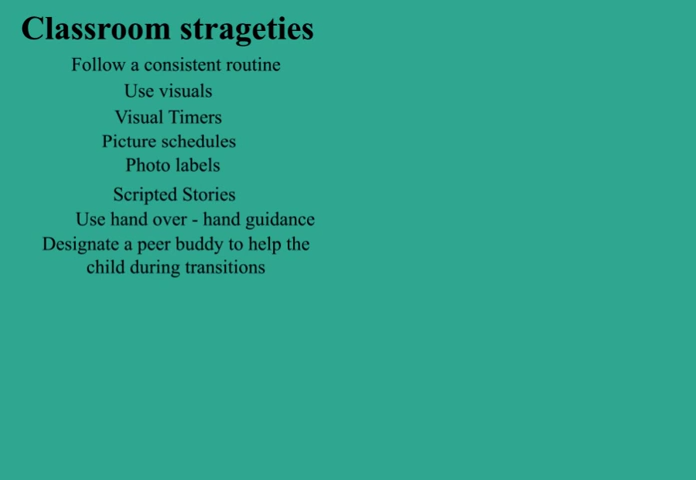 Classroom strageties
Follow a consistent routine
Use visuals
Visual Timers
Picture schedules
Photo labels
Scripted Stories
Use hand over - hand guidance
Designate a peer buddy to help the
child during transitions